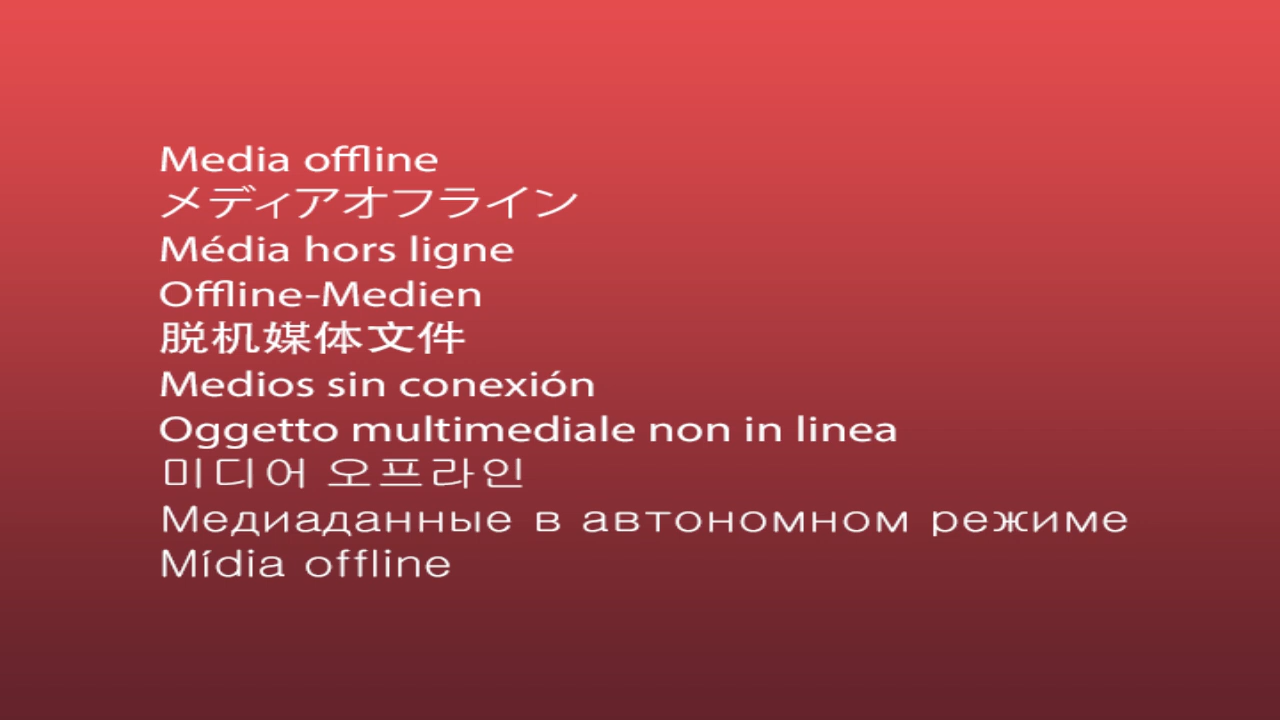 Media offline
メディアオフライン
Média hors ligne
Offline-Medien
脱机媒体文件
Medios sin conexión
Oggetto multimediale non in linea
미디어 오프라인
Медиаданные в автономном режиме
Mídia offline